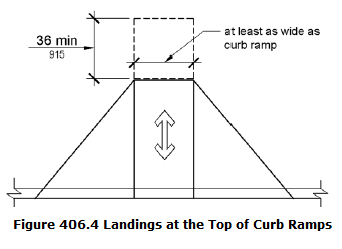 36 min
915
at least as wide as
curb ramp
Figure 406.4 Landings at the Top of Curb Ramps